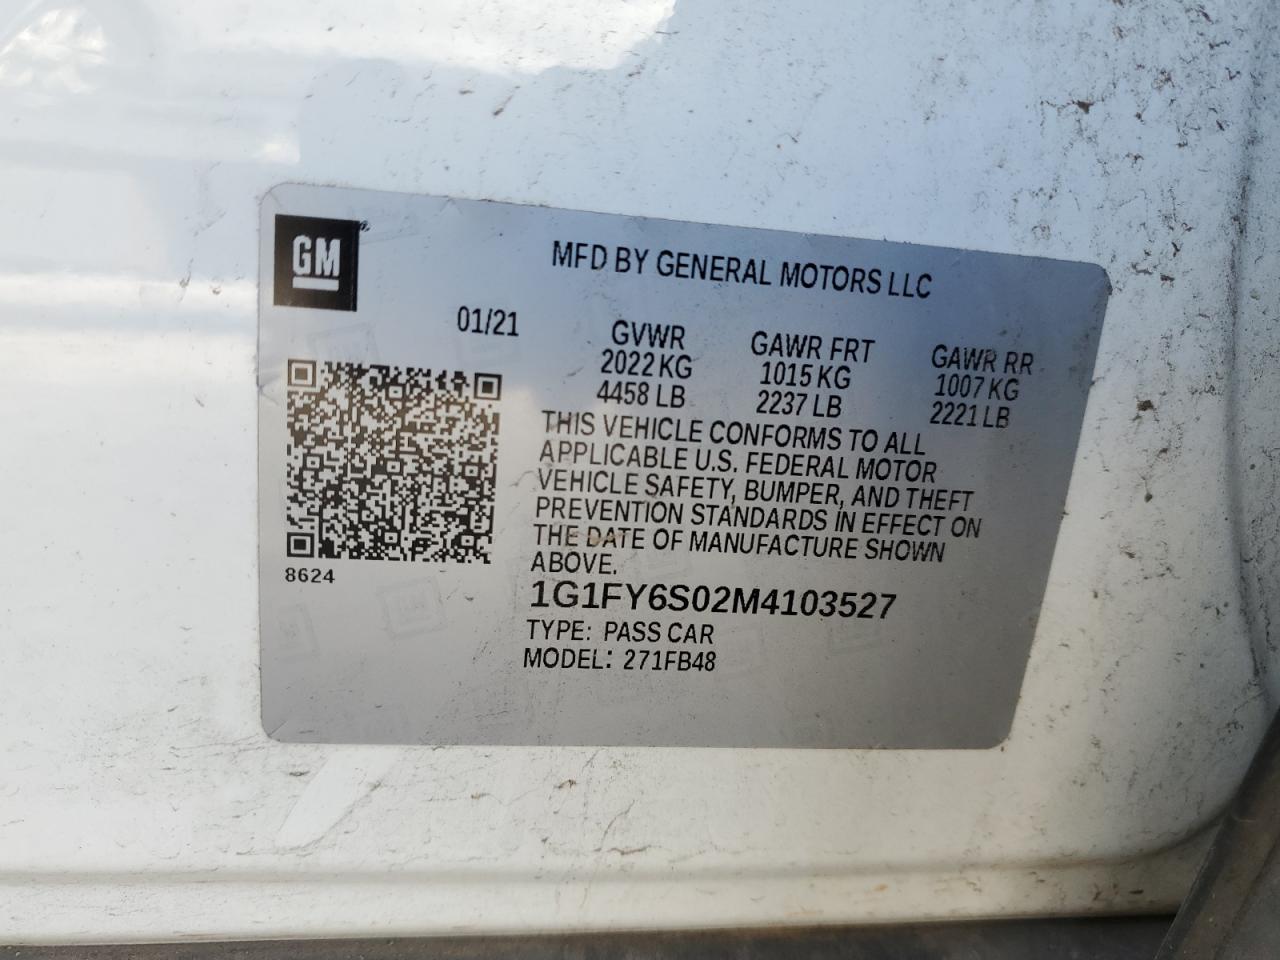 GM
MFD BY GENERAL MOTORS LLC
01/21
GVWR GAWR FRT GAWR RR
2022 KG 1015 KG 1007 KG
4458 LB 2237 LB 2221 LB
THIS VEHICLE CONFORMS TO ALL
APPLICABLE U.S. FEDERAL MOTOR
VEHICLE SAFETY, BUMPER, AND THEFT
PREVENTION STANDARDS IN EFFECT ON
THE DATE OF MANUFACTURE SHOWN
ABOVE.
8624
1G1FY6S02M4103527
TYPE: PASS CAR
MODEL: 271FB48